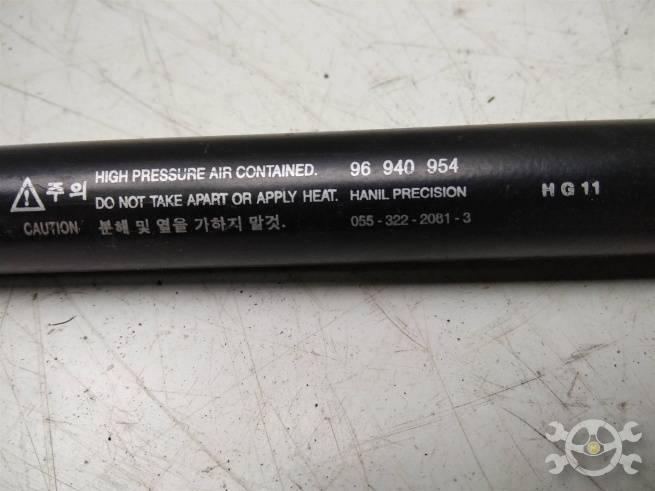 주의 HIGH PRESSURE AIR CONTAINED. 96 940 954
DO NOT TAKE APART OR APPLY HEAT. HANIL PRECISION H G 11
CAUTION 분해 및 열을 가하지 말것. 055-322-2081-3
H